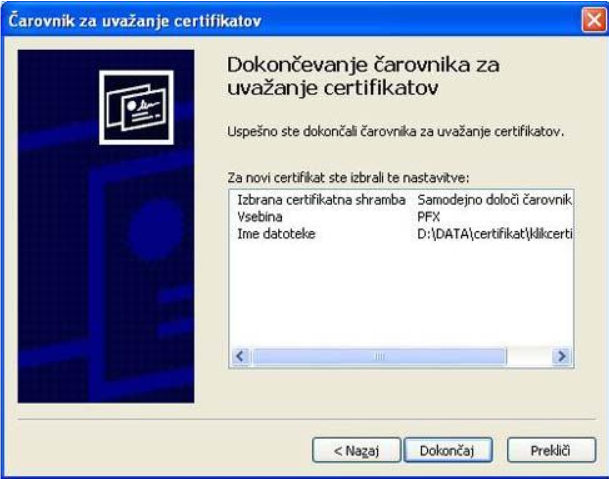 Čarovnik za uvažanje certifikatov
Dokončevanje čarovnika za
uvažanje certifikatov
Uspešno ste dokončali čarovnika za uvažanje certifikatov.
Za novi certifikat ste izbrali te nastavitve:
Izbrana certifikatna shramba Samodejno določi čarovnik
Vsebina PFX
Ime datoteke D:\DATA\certifikat\klikcerti
< Nazaj Dokončaj Prekliči